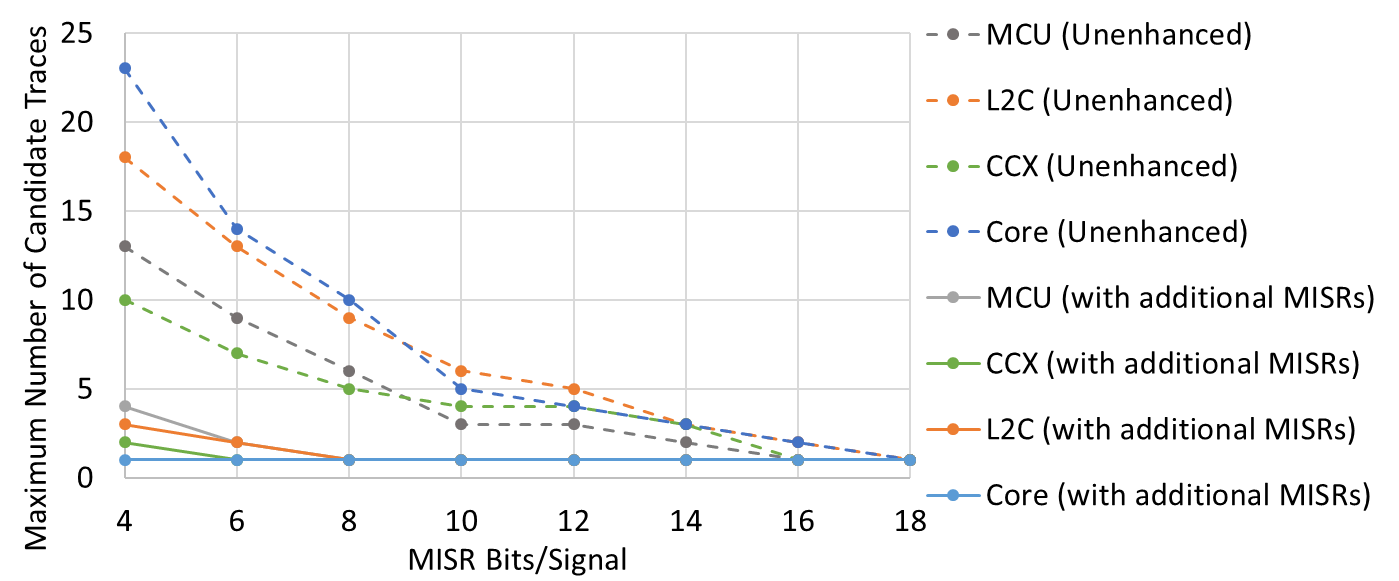 Maximum Number of Candidate Traces
25
20
15
10
5
0
4 6 8 10 12 14 16 18
MISR Bits/Signal
MCU (Unenhanced)
L2C (Unenhanced)
CCX (Unenhanced)
Core (Unenhanced)
MCU (with additional MISRs)
CCX (with additional MISRs)
L2C (with additional MISRs)
Core (with additional MISRs)